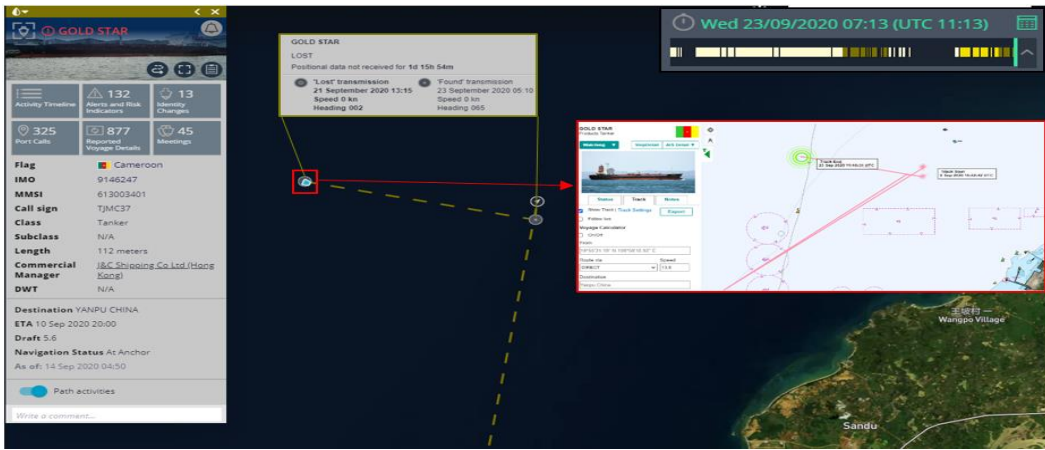 GOLD STAR
Activity Timeline
132
Alerts and Risk Indicators
13
Identity Changes
325
Port Calls
877
Reported Voyage Details
45
Meetings
Flag Cameroon
IMO 9146247
MMSI 613003401
Call sign TJMC37
Class Tanker
Subclass N/A
Length 112 meters
Commercial Manager J&C Shipping Co Ltd (Hong Kong)
DWT N/A
Destination YANPU CHINA
ETA 10 Sep 2020 20:00
Draft 5.6
Navigation Status At Anchor
As of: 14 Sep 2020 04:50
Path activities
Write a comment...
GOLD STAR
LOST
Positional data not received for 1d 15h 54m
'Lost' transmission
21 September 2020 13:15
Speed 0 kn
Heading 002
'Found' transmission
23 September 2020 05:10
Speed 0 kn
Heading 065
Wed 23/09/2020 07:13 (UTC 11:13)
GOLD STAR
Products Tanker
Status Track Notes
Show Track | Track Settings
Export
Follow Me
Voyage Calculator
On/Off
From
Route via Speed
DIRECT
Destination
Yanpu China
Track End
Track Start
王坡村一
Wangpo Village
Sandu